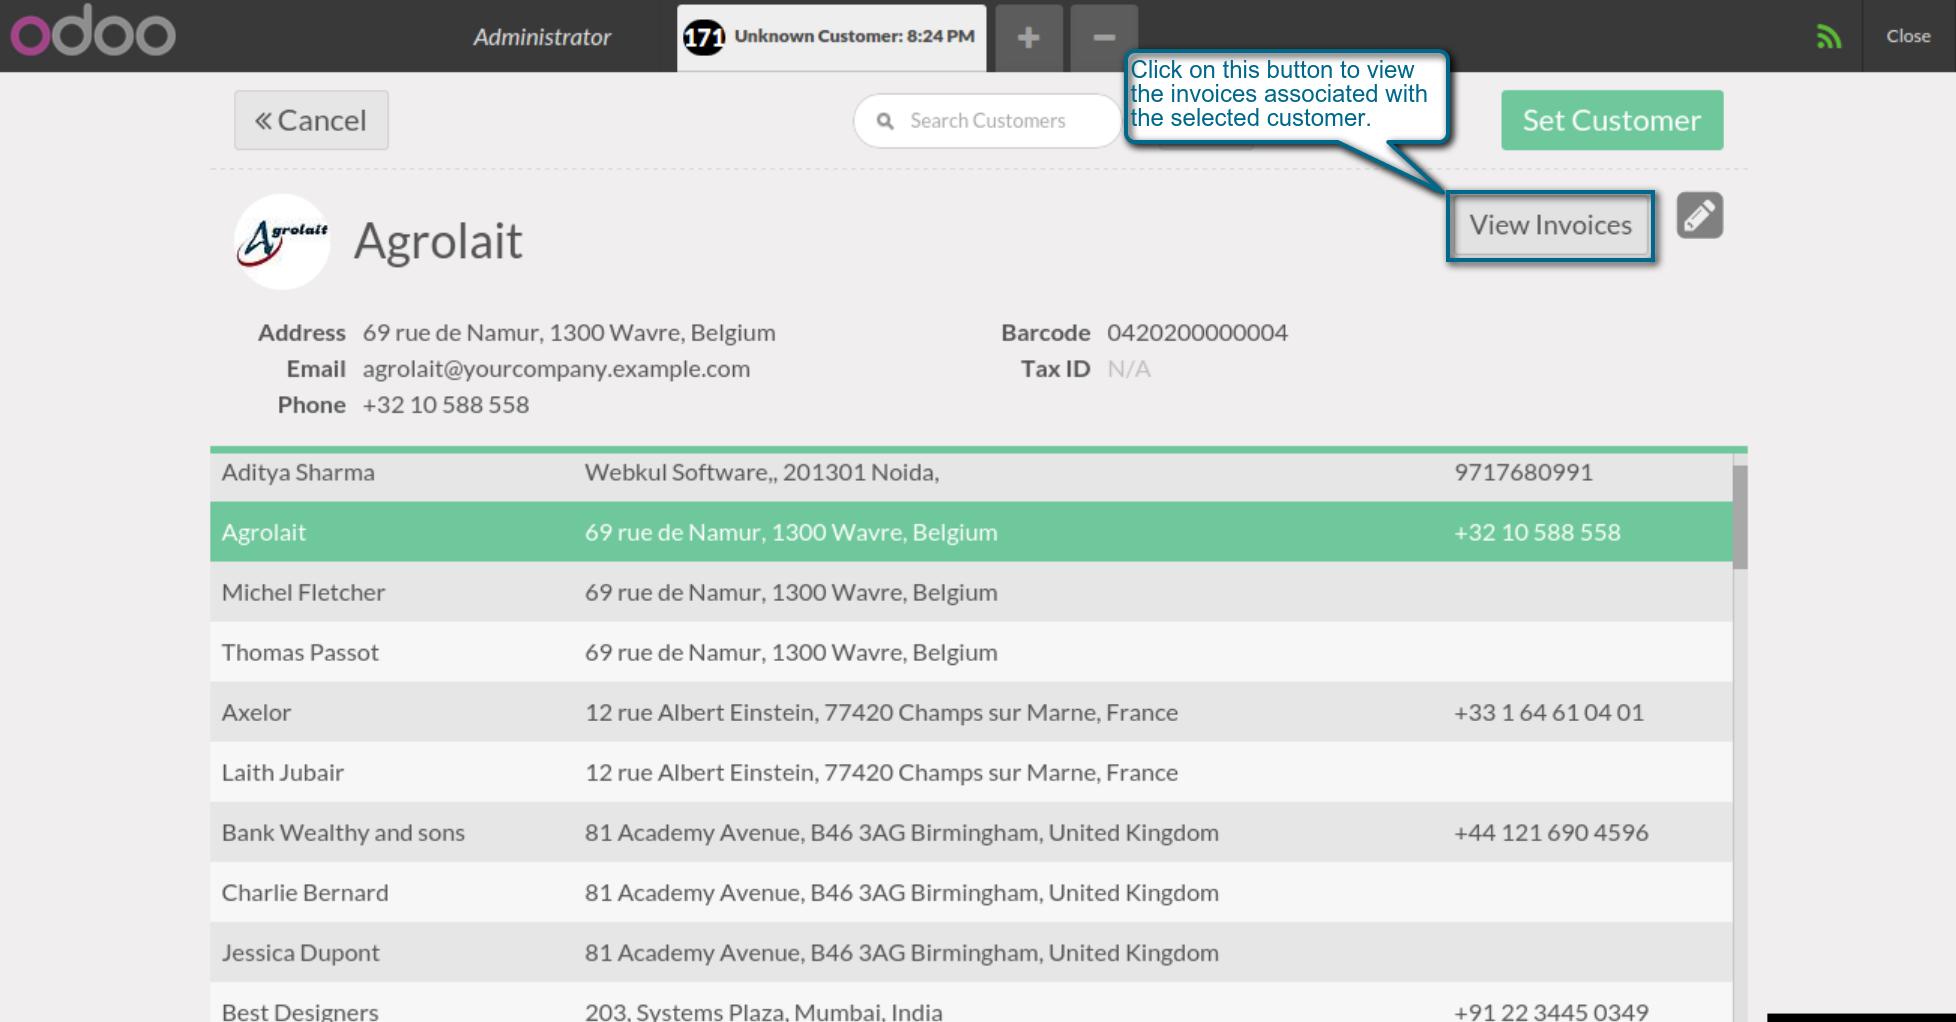 odoo
Administrator
171 Unknown Customer: 8:24 PM
+
−
Close
Click on this button to view
the invoices associated with
the selected customer.
« Cancel
Search Customers
Set Customer
Agrolait
Agrolait
View Invoices
Address 69 rue de Namur, 1300 Wavre, Belgium
Barcode 0420200000004
Email agrolait@yourcompany.example.com
Tax ID N/A
Phone +32 10 588 558
Aditya Sharma Webkul Software,, 201301 Noida, 9717680991
Agrolait 69 rue de Namur, 1300 Wavre, Belgium +32 10 588 558
Michel Fletcher 69 rue de Namur, 1300 Wavre, Belgium
Thomas Passot 69 rue de Namur, 1300 Wavre, Belgium
Axelor 12 rue Albert Einstein, 77420 Champs sur Marne, France +33 1 64 61 04 01
Laith Jubair 12 rue Albert Einstein, 77420 Champs sur Marne, France
Bank Wealthy and sons 81 Academy Avenue, B46 3AG Birmingham, United Kingdom +44 121 690 4596
Charlie Bernard 81 Academy Avenue, B46 3AG Birmingham, United Kingdom
Jessica Dupont 81 Academy Avenue, B46 3AG Birmingham, United Kingdom
Best Designers 203, Systems Plaza, Mumbai, India +91 22 3445 0349